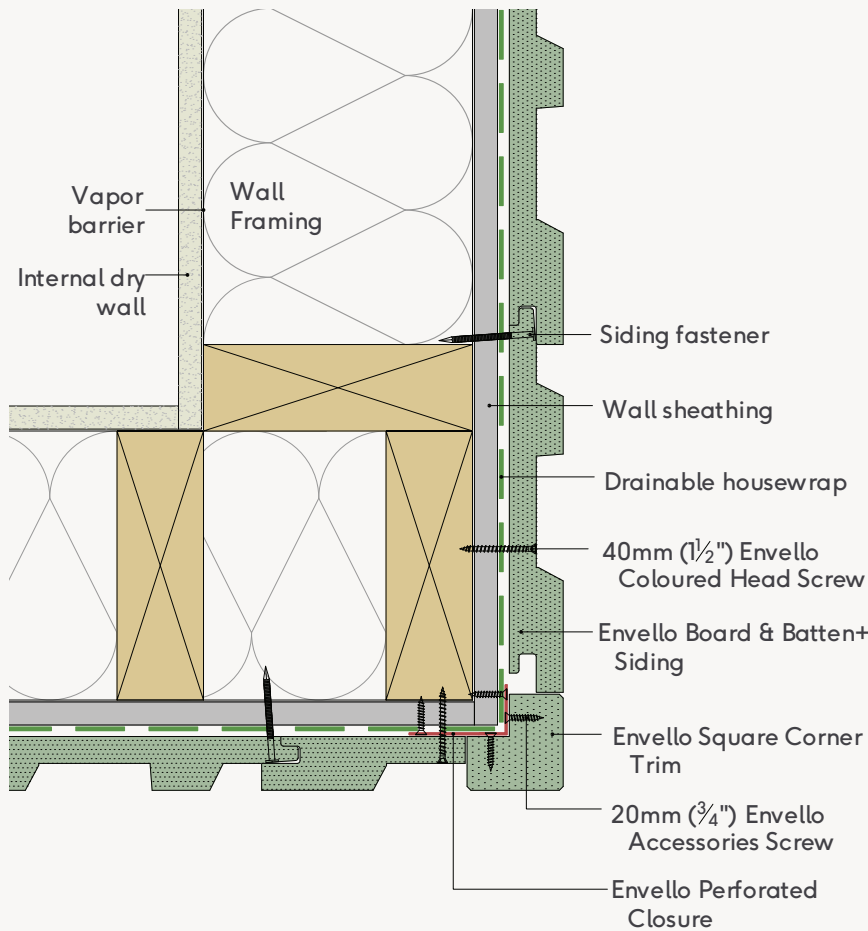 Vapor
barrier
Wall
Framing
Internal dry
wall
Siding fastener
Wall sheathing
Drainable housewrap
40mm (1½") Envello
Coloured Head Screw
Envello Board & Batten+
Siding
Envello Square Corner
Trim
20mm (¾") Envello
Accessories Screw
Envello Perforated
Closure